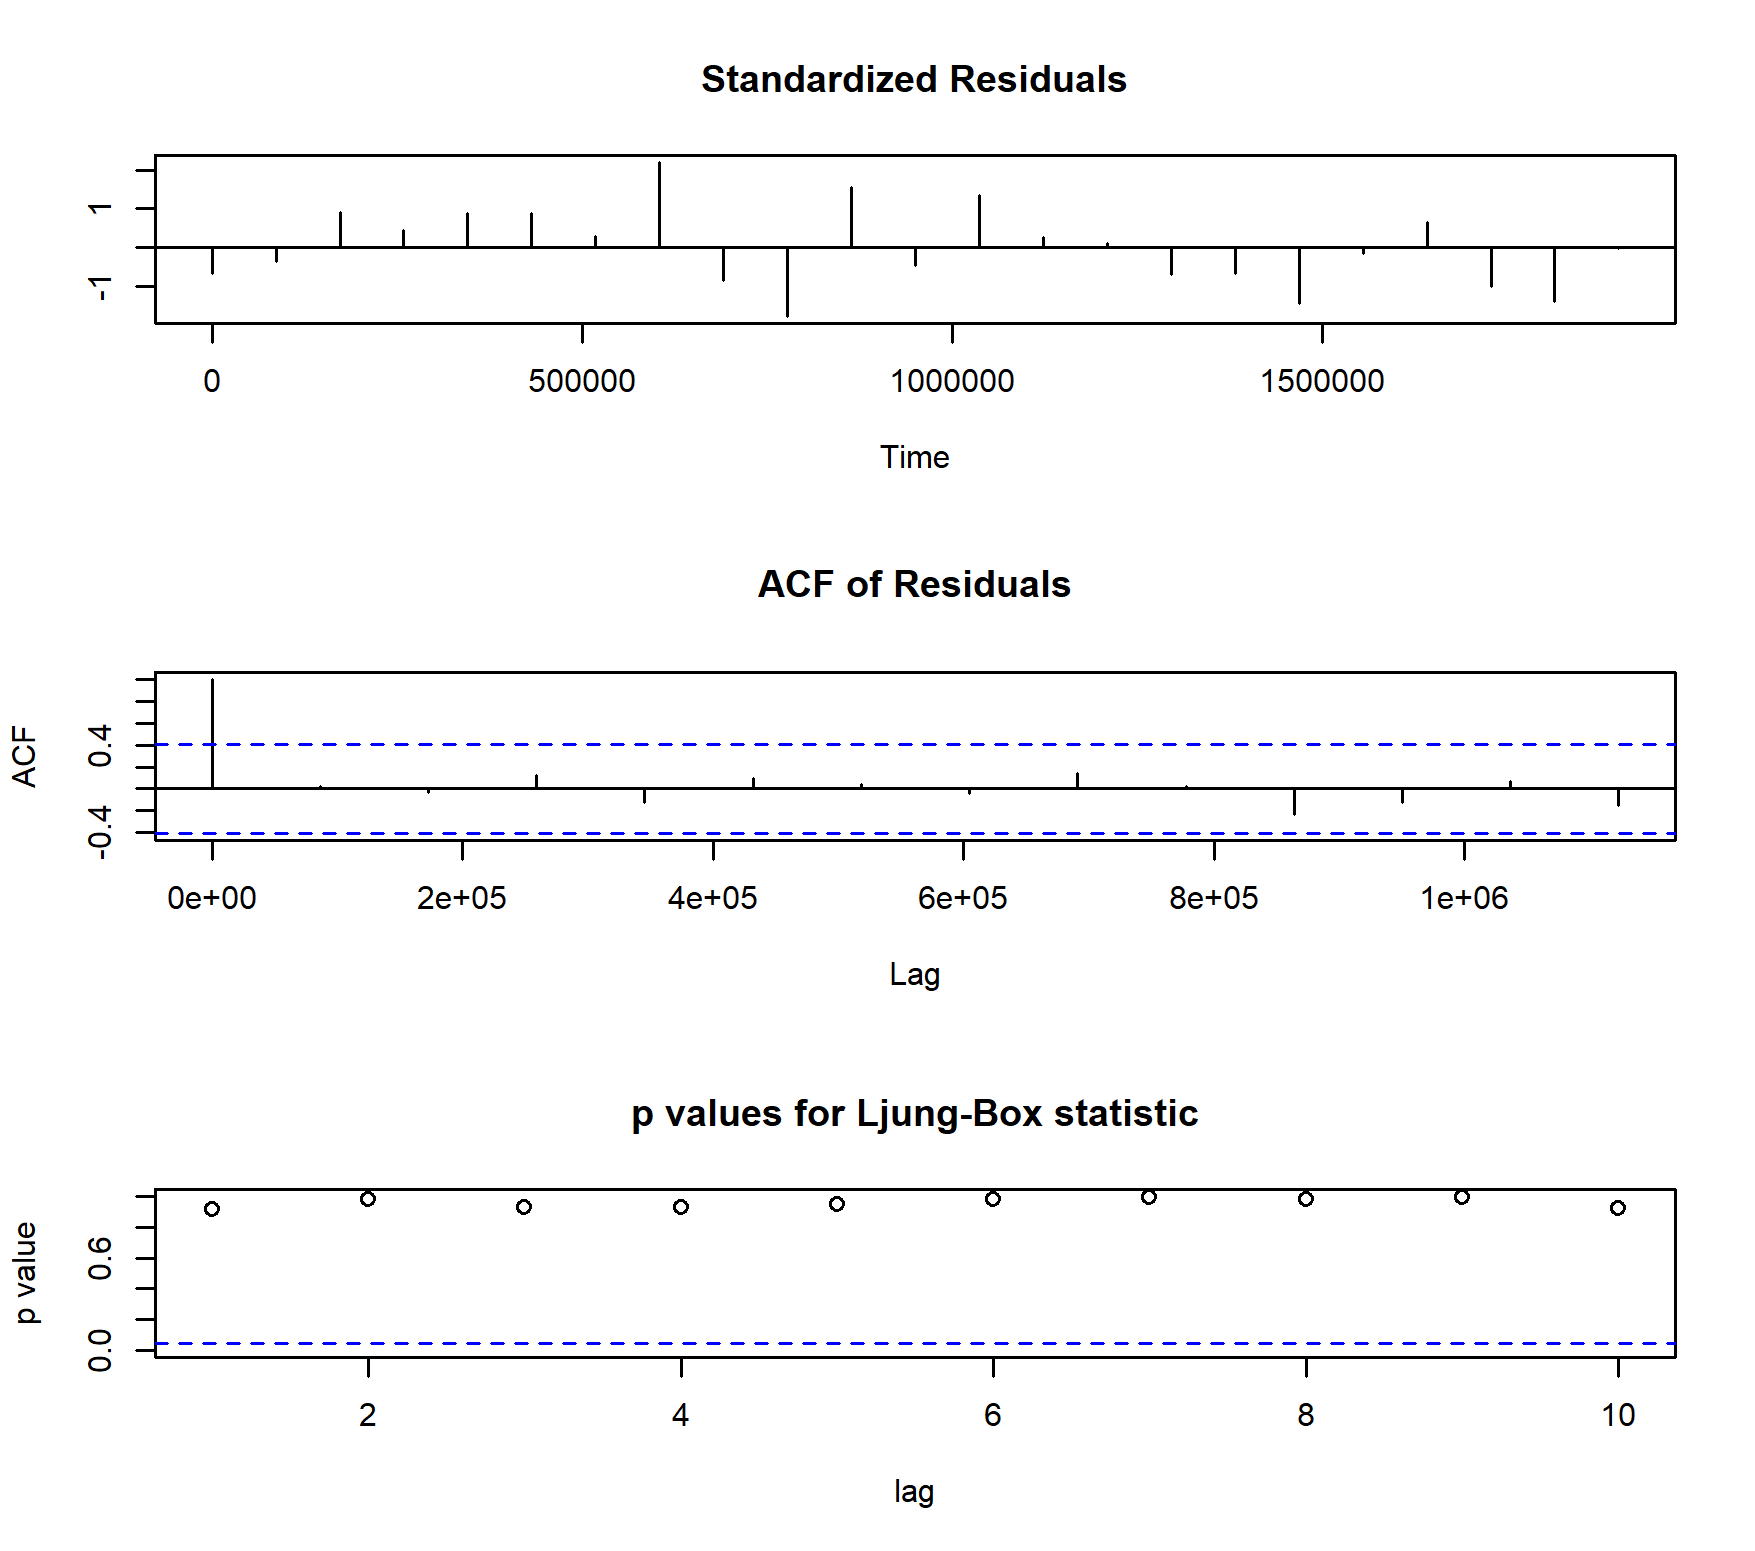 Standardized Residuals
1
-1
0 500000 1000000 1500000
Time
ACF of Residuals
ACF
0.4
-0.4
0e+00 2e+05 4e+05 6e+05 8e+05 1e+06
Lag
p values for Ljung-Box statistic
p value
0.6
0.0
2 4 6 8 10
lag